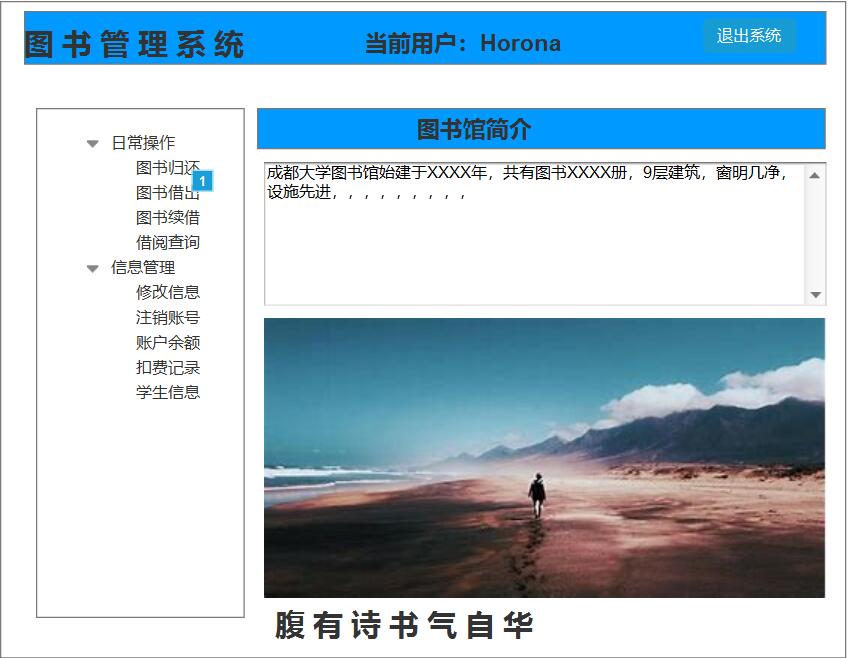 图书管理系统
当前用户：Horona
退出系统
日常操作
图书归还
1
图书借出
图书续借
借阅查询
信息管理
修改信息
注销账号
账户余额
扣费记录
学生信息
图书馆简介
成都大学图书馆始建于XXXX年，共有图书XXXX册，9层建筑，窗明几净，
设施先进，，，，，，，，，
腹有诗书气自华